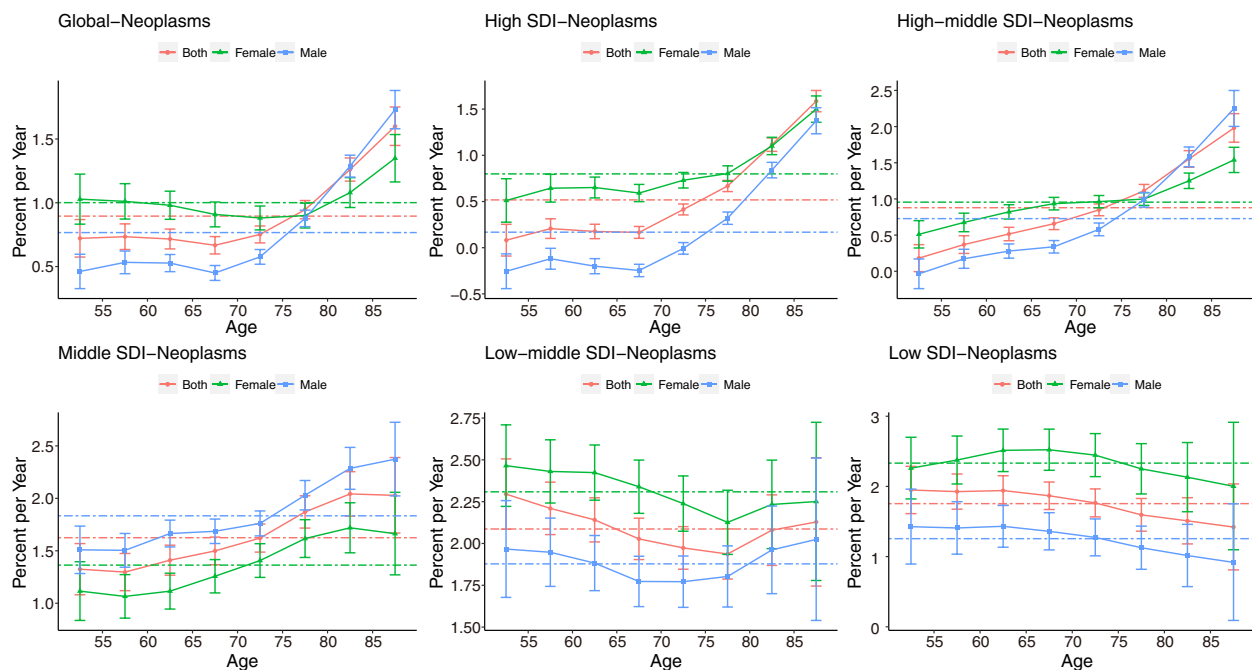 Global−Neoplasms
Both Female Male
Percent per Year
1.5
1.0
0.5
55 60 65 70 75 80 85
Age
High SDI−Neoplasms
Both Female Male
Percent per Year
1.5
1.0
0.5
0.0
−0.5
55 60 65 70 75 80 85
Age
High−middle SDI−Neoplasms
Both Female Male
Percent per Year
2.5
2.0
1.5
1.0
0.5
0.0
55 60 65 70 75 80 85
Age
Middle SDI−Neoplasms
Both Female Male
Percent per Year
2.5
2.0
1.5
1.0
55 60 65 70 75 80 85
Age
Low−middle SDI−Neoplasms
Both Female Male
Percent per Year
2.75
2.50
2.25
2.00
1.75
1.50
55 60 65 70 75 80 85
Age
Low SDI−Neoplasms
Both Female Male
Percent per Year
3
2
1
0
55 60 65 70 75 80 85
Age